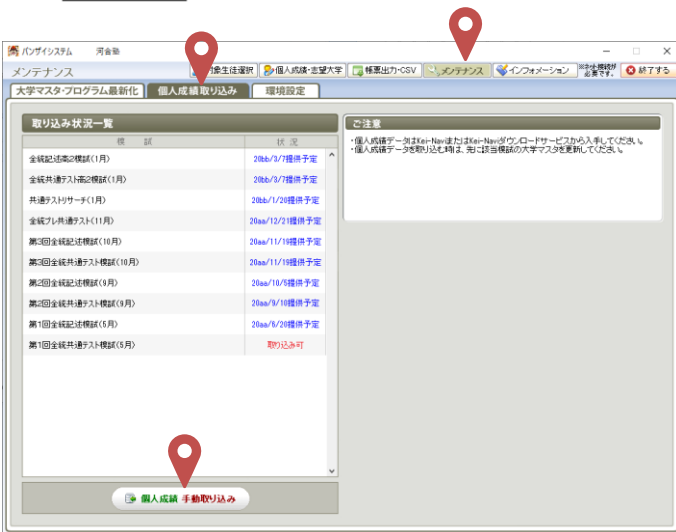 バンザイシステム 河合塾
メンテナンス 対象生徒選択 個人成績・志望大学 帳票出力・CSV メンテナンス インフォメーション ※ネット接続が必要です。 終了する
大学マスタ・プログラム最新化 個人成績取り込み 環境設定
取り込み状況一覧
模 試 状 況
全統記述高2模試(1月) 20bb/3/7提供予定
全統共通テスト高2模試(1月) 20bb/3/7提供予定
共通テストリサーチ(1月) 20bb/1/20提供予定
全統プレ共通テスト(11月) 20aa/12/21提供予定
第3回全統記述模試(10月) 20aa/11/19提供予定
第3回全統共通テスト模試(10月) 20aa/11/19提供予定
第2回全統記述模試(9月) 20aa/10/5提供予定
第2回全統共通テスト模試(9月) 20aa/9/10提供予定
第1回全統記述模試(5月) 20aa/6/20提供予定
第1回全統共通テスト模試(5月) 取り込み可
個人成績 手動取り込み
ご注意
・個人成績データはKei-NaviまたはKei-Naviダウンロードサービスから入手してください。
・個人成績データを取り込む時は、先に該当模試の大学マスタを更新してください。